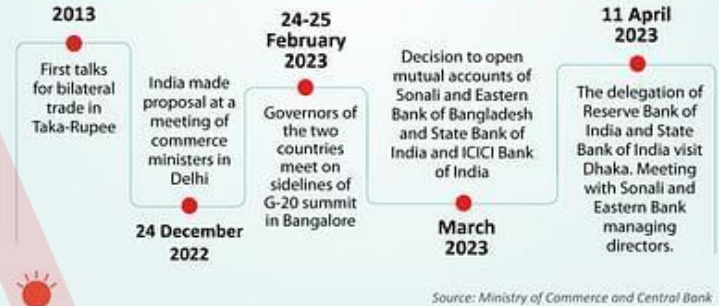 2013
First talks
for bilateral
trade in
Taka-Rupee
India made
proposal at a
meeting of
commerce
ministers in
Delhi
24 December
2022
24-25
February
2023
Governors of
the two
countries
meet on
sidelines of
G-20 summit
in Bangalore
Decision to open
mutual accounts of
Sonali and Eastern
Bank of Bangladesh
and State Bank of
India and ICICI Bank
of India
March
2023
11 April
2023
The delegation of
Reserve Bank of
India and State
Bank of India visit
Dhaka. Meeting
with Sonali and
Eastern Bank
managing
directors.
Source: Ministry of Commerce and Central Bank